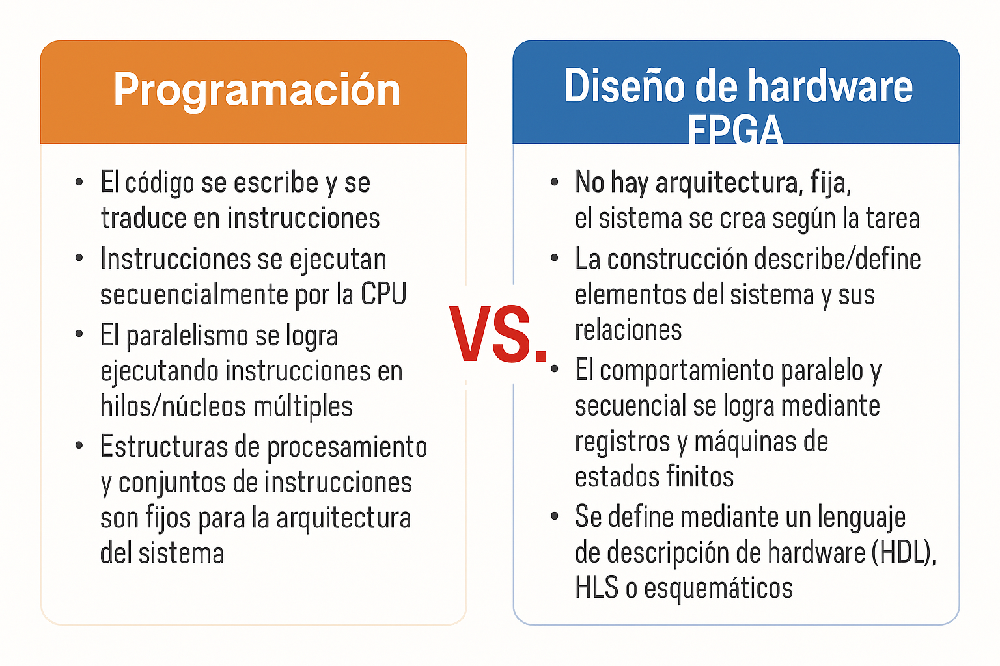 Programación
• El código se escribe y se
traduce en instrucciones
• Instrucciones se ejecutan
secuencialmente por la CPU
• El paralelismo se logra
ejecutando instrucciones en
hilos/núcleos múltiples
• Estructuras de procesamiento
y conjuntos de instrucciones
son fijos para la arquitectura
del sistema
VS.
Diseño de hardware
FPGA
• No hay arquitectura, fija,
el sistema se crea según la tarea
• La construcción describe/define
elementos del sistema y sus
relaciones
• El comportamiento paralelo y
secuencial se logra mediante
registros y máquinas de
estados finitos
• Se define mediante un lenguaje
de descripción de hardware (HDL),
HLS o esquemáticos